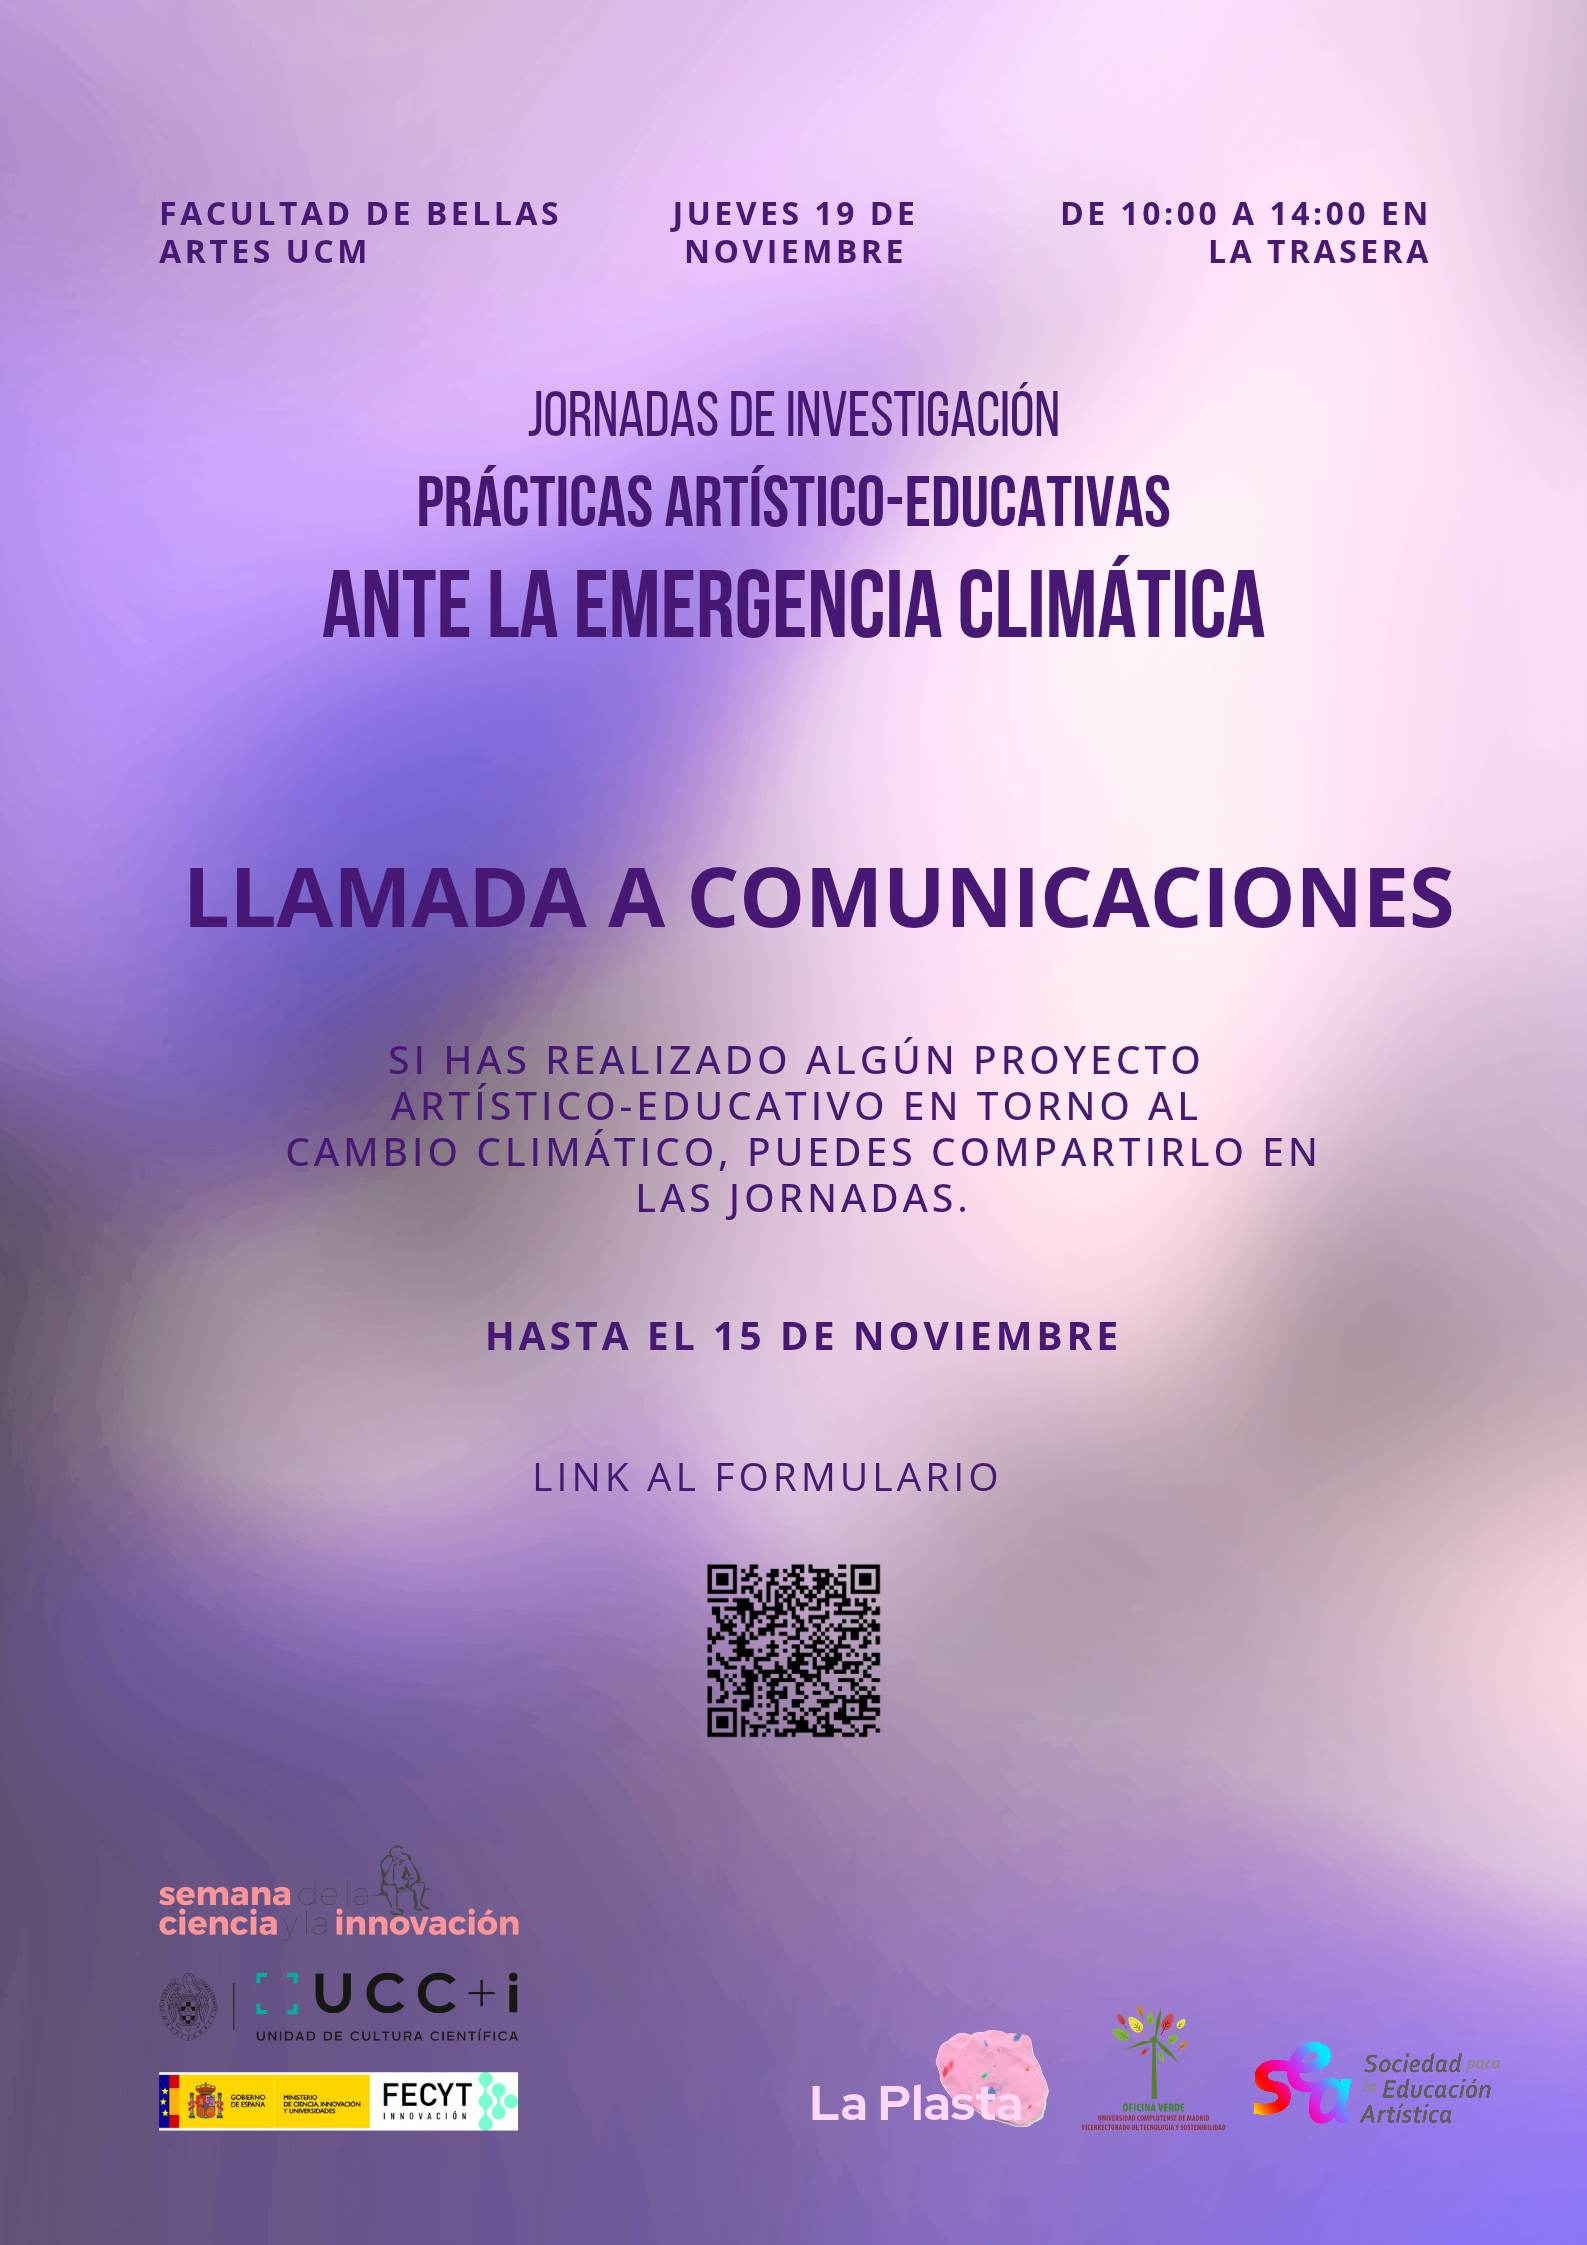 FACULTAD DE BELLAS
ARTES UCM
JUEVES 19 DE
NOVIEMBRE
DE 10:00 A 14:00 EN
LA TRASERA
JORNADAS DE INVESTIGACIÓN
PRÁCTICAS ARTÍSTICO-EDUCATIVAS
ANTE LA EMERGENCIA CLIMÁTICA
LLAMADA A COMUNICACIONES
SI HAS REALIZADO ALGÚN PROYECTO
ARTÍSTICO-EDUCATIVO EN TORNO AL
CAMBIO CLIMÁTICO, PUEDES COMPARTIRLO EN
LAS JORNADAS.
HASTA EL 15 DE NOVIEMBRE
LINK AL FORMULARIO
semana de la
ciencia y la innovación
UCC+i
UNIDAD DE CULTURA CIENTÍFICA
GOBIERNO
DE ESPAÑA
MINISTERIO
DE CIENCIA, INNOVACIÓN
Y UNIVERSIDADES
FECYT
INNOVACIÓN
La Plasta
OFICINA VERDE
UNIVERSIDAD COMPLUTENSE DE MADRID
VICERRECTORADO DE TECNOLOGÍA Y SOSTENIBILIDAD
sea
Sociedad para
la Educación
Artística